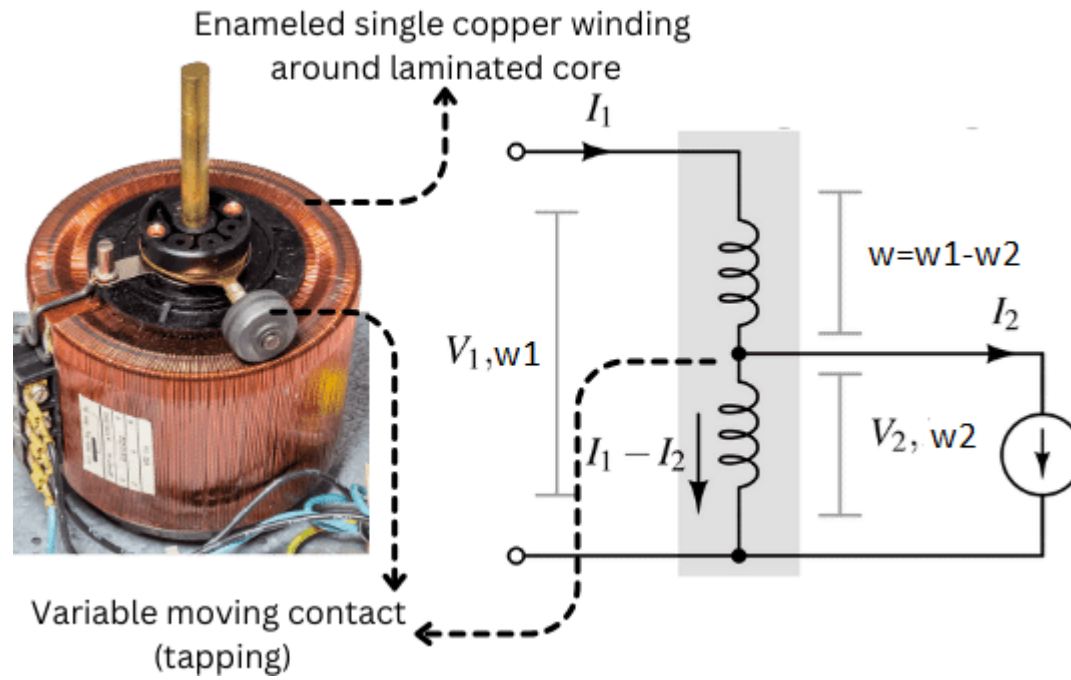 Enameled single copper winding
around laminated core
I₁
w=w1-w2
I₂
V₁, w1
V₂, w2
I₁ − I₂
Variable moving contact
(tapping)